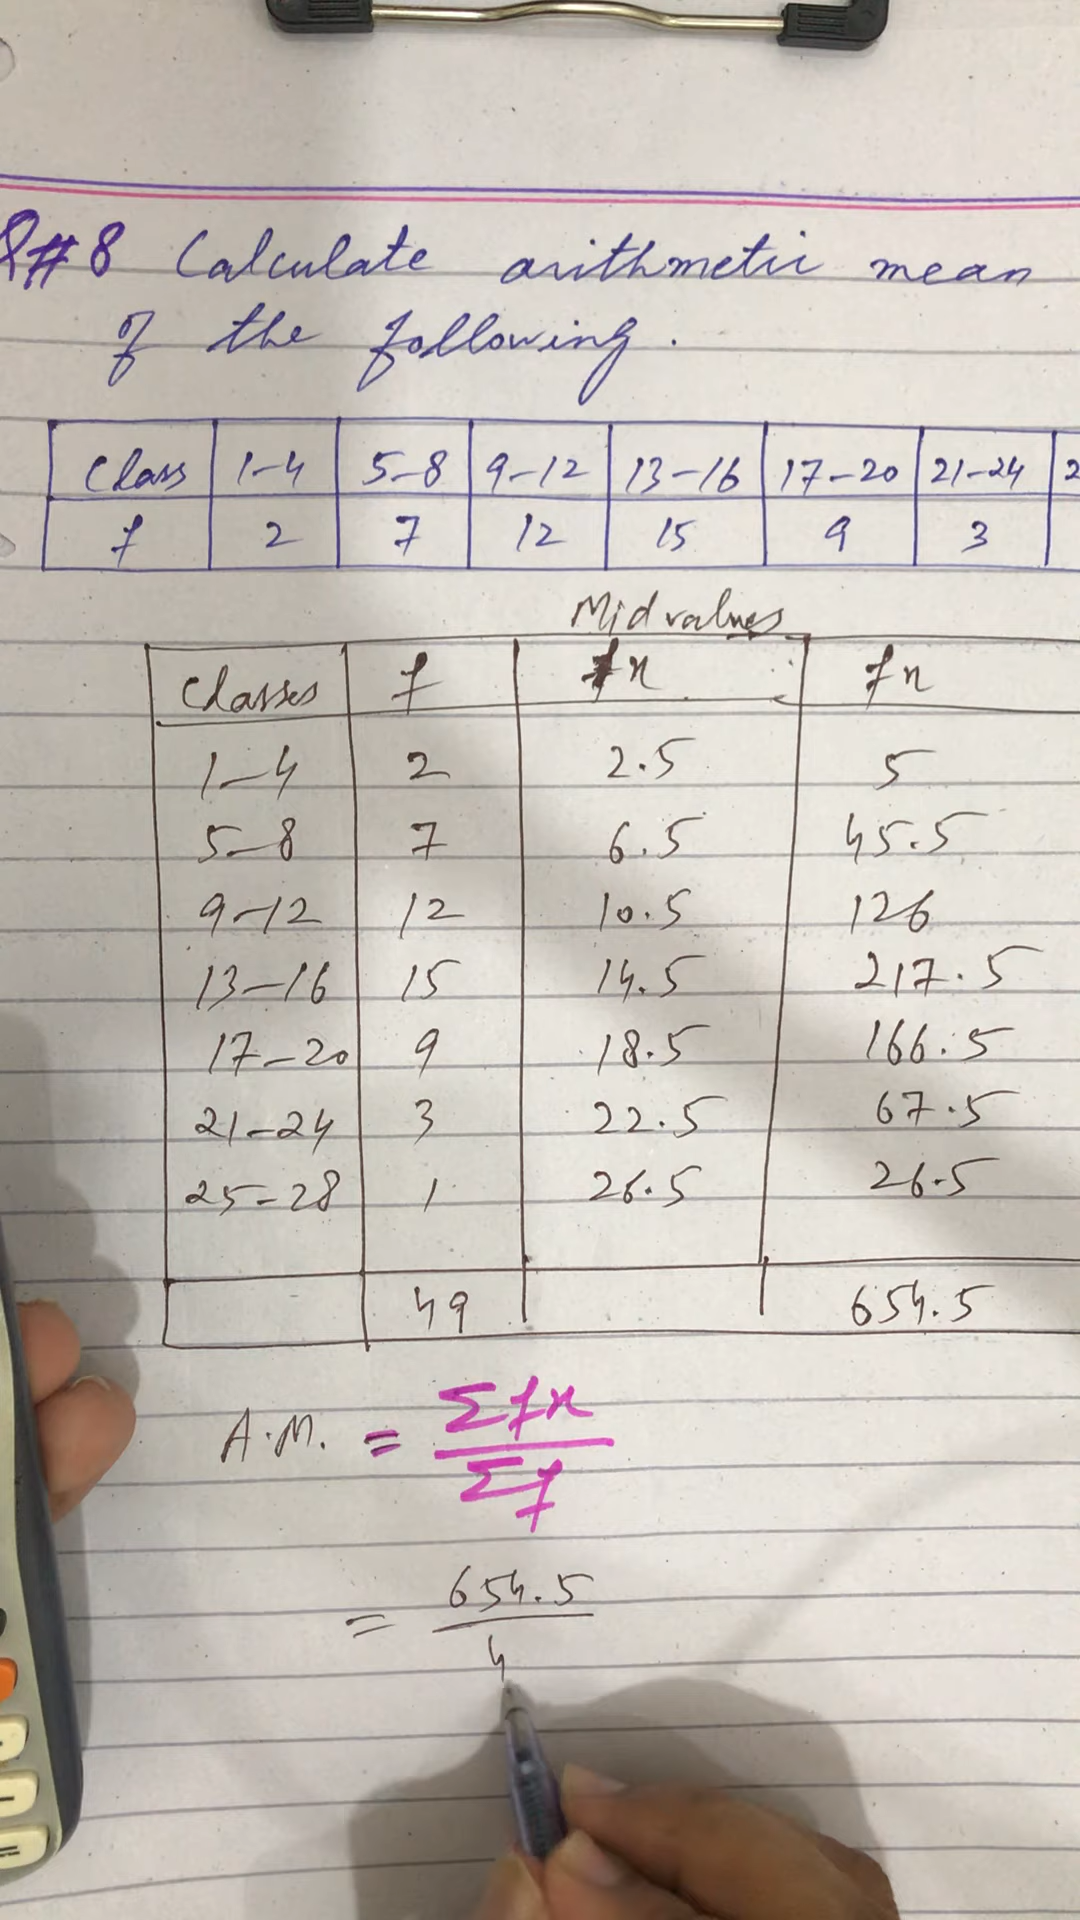 Q#8 Calculate arithmetic mean
of the following.
Class 1-4 5-8 9-12 13-16 17-20 21-24 2
f 2 7 12 15 9 3
Mid values
Classes f x fx
1-4 2 2.5 5
5-8 7 6.5 45.5
9-12 12 10.5 126
13-16 15 14.5 217.5
17-20 9 18.5 166.5
21-24 3 22.5 67.5
25-28 1 26.5 26.5
49 654.5
A.M. = Σfx
Σf
= 654.5
4